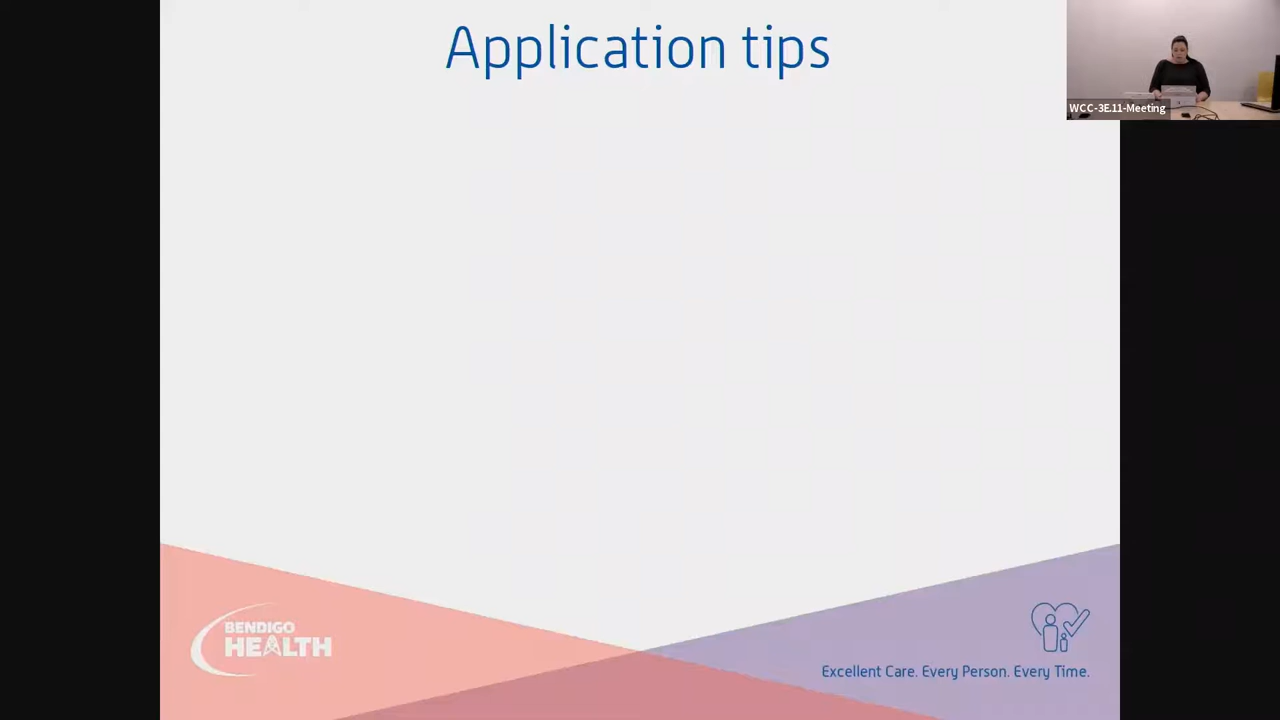 Application tips
WCC-3E.11-Meeting
BENDIGO
HEALTH
Excellent Care. Every Person. Every Time.